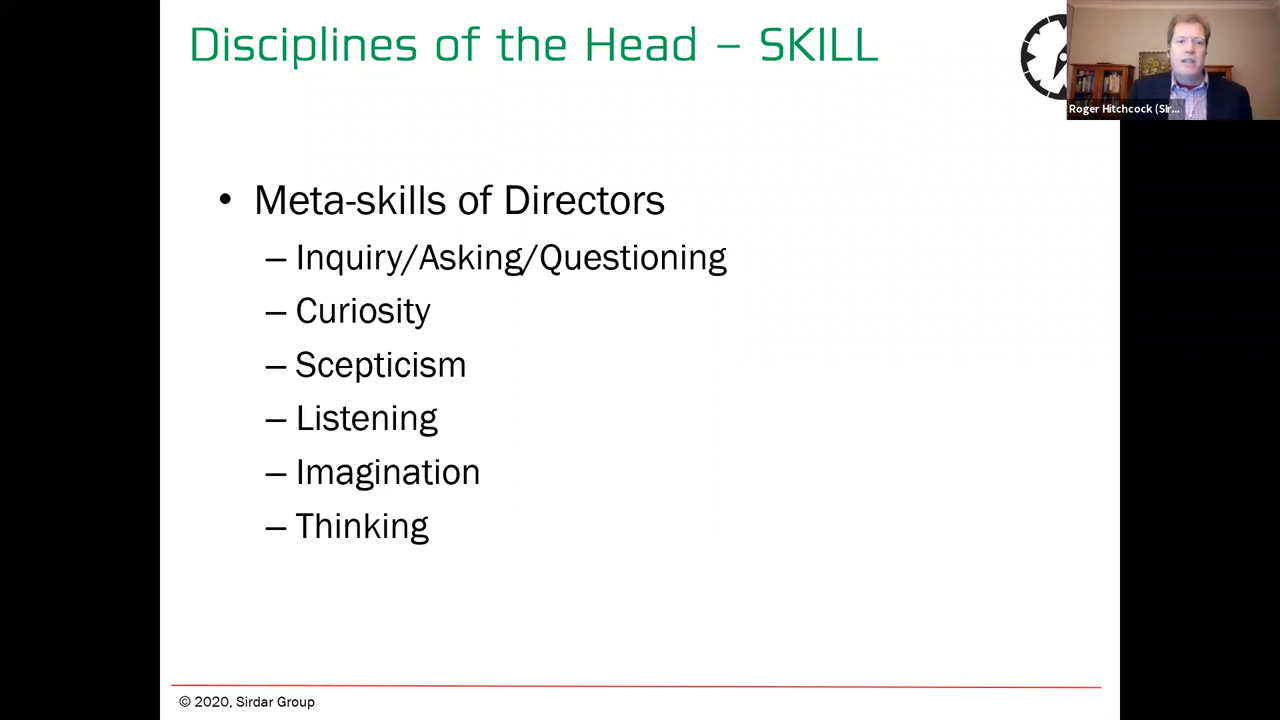 Disciplines of the Head – SKILL
Roger Hitchcock (Sir...
• Meta-skills of Directors
– Inquiry/Asking/Questioning
– Curiosity
– Scepticism
– Listening
– Imagination
– Thinking
© 2020, Sirdar Group